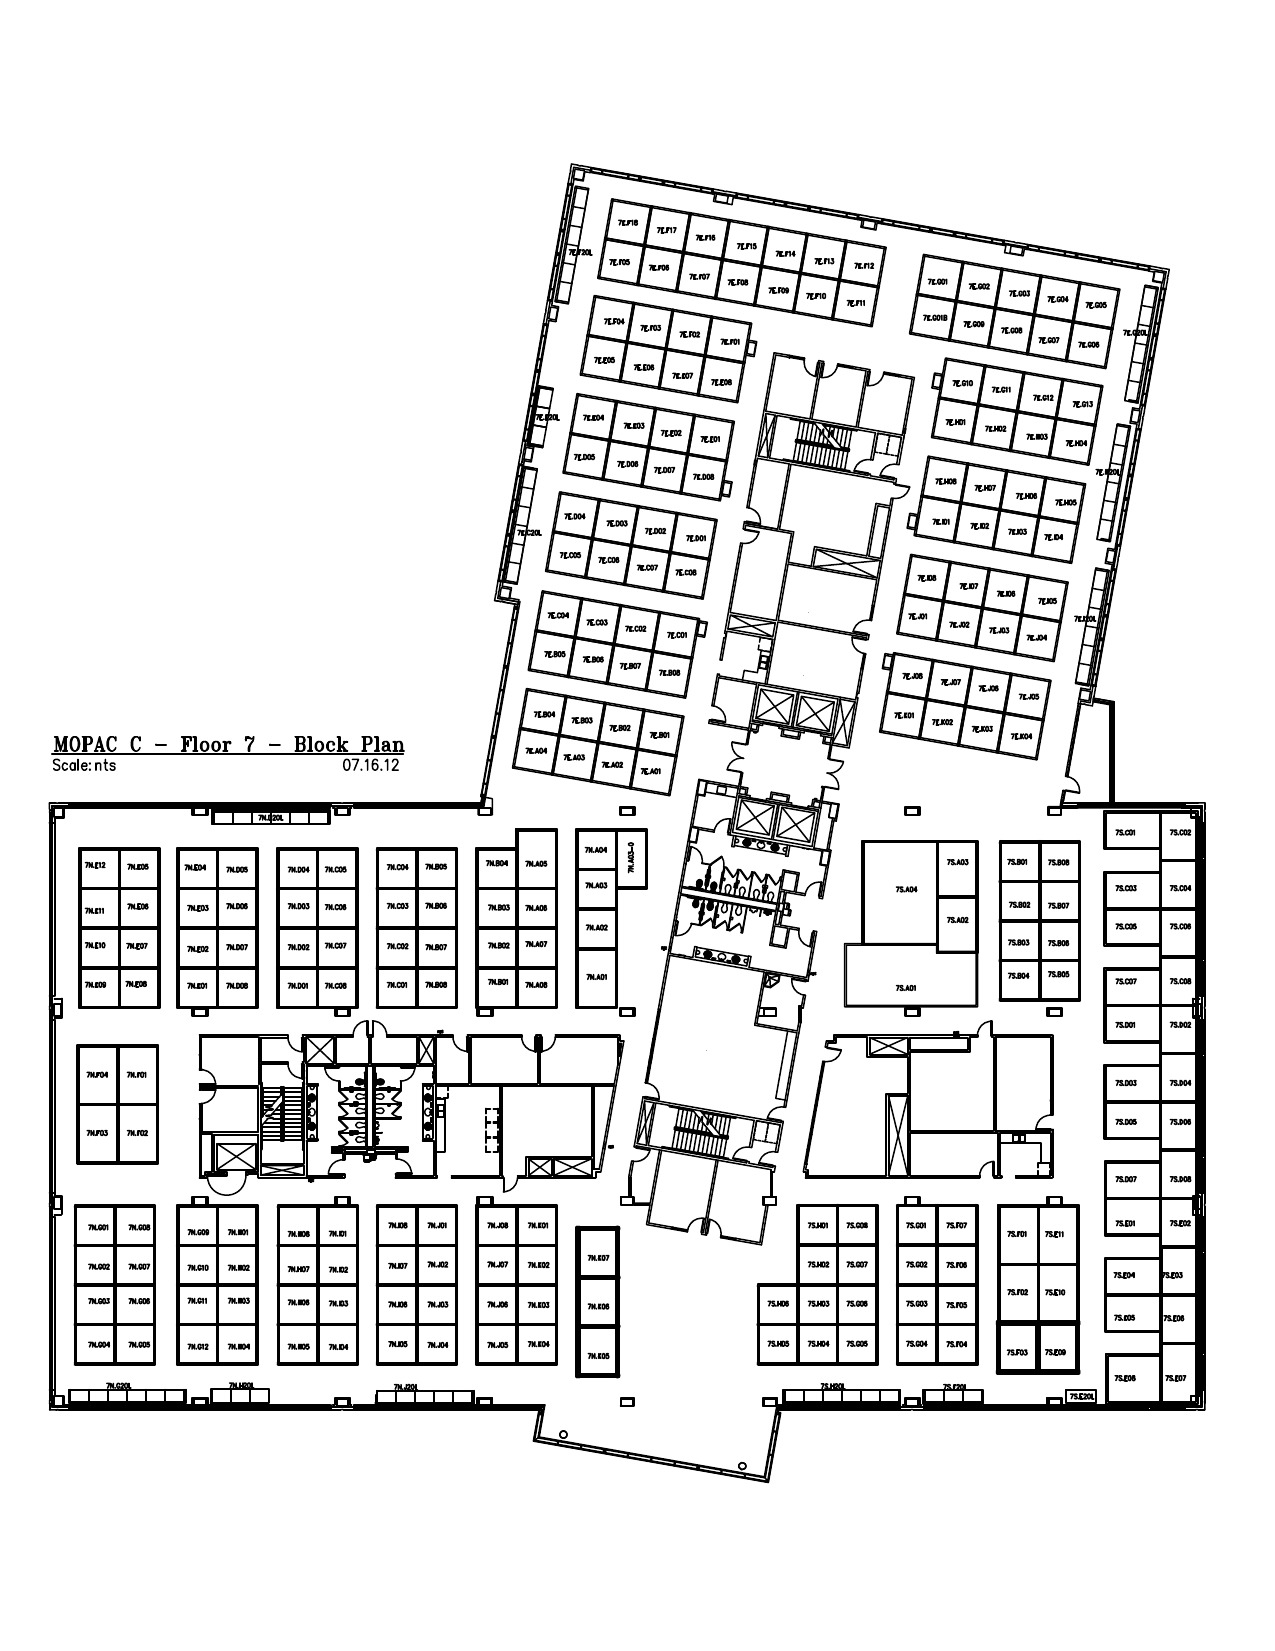 7E.F18 7E.F17 7E.F16 7E.F15 7E.F14 7E.F13 7E.F12
7E.F05 7E.F06 7E.F07 7E.F08 7E.F09 7E.F10 7E.F11
7E.F20L
7E.G01 7E.G02 7E.G03 7E.G04 7E.G05
7E.G01B 7E.G09 7E.G08 7E.G07 7E.G06
7E.G20L
7E.F04 7E.F03 7E.F02 7E.F01
7E.E05 7E.E06 7E.E07 7E.E08
7E.G10 7E.G11 7E.G12 7E.G13
7E.H01 7E.H02 7E.H03 7E.H04
7E.E20L
7E.E04 7E.E03 7E.E02 7E.E01
7E.D05 7E.D06 7E.D07 7E.D08
7E.H08 7E.H07 7E.H06 7E.H05
7E.I01 7E.I02 7E.I03 7E.I04
7E.H20L
7E.C20L
7E.D04 7E.D03 7E.D02 7E.D01
7E.C05 7E.C06 7E.C07 7E.C08
7E.I08 7E.I07 7E.I06 7E.I05
7E.J01 7E.J02 7E.J03 7E.J04
7E.I20L
7E.C04 7E.C03 7E.C02 7E.C01
7E.B05 7E.B06 7E.B07 7E.B08
7E.J08 7E.J07 7E.J06 7E.J05
7E.K01 7E.K02 7E.K03 7E.K04
7E.B04 7E.B03 7E.B02 7E.B01
7E.A04 7E.A03 7E.A02 7E.A01
MOPAC C - Floor 7 - Block Plan
Scale: nts 07.16.12
7N.D20L
7N.E12 7N.E05 7N.E04 7N.D05 7N.D04 7N.C05 7N.C04 7N.B05 7N.B04 7N.A05 7N.A04 7N.A03-0
7N.E11 7N.E06 7N.E03 7N.D06 7N.D03 7N.C06 7N.C03 7N.B06 7N.B03 7N.A06 7N.A03
7N.E10 7N.E07 7N.E02 7N.D07 7N.D02 7N.C07 7N.C02 7N.B07 7N.B02 7N.A07 7N.A02
7N.E09 7N.E08 7N.E01 7N.D08 7N.D01 7N.C08 7N.C01 7N.B08 7N.B01 7N.A08 7N.A01
7S.A03
7S.A04
7S.A02
7S.A01
7S.B01 7S.B08
7S.B02 7S.B07
7S.B03 7S.B06
7S.B04 7S.B05
7S.C01 7S.C02
7S.C03 7S.C04
7S.C05 7S.C06
7S.C07 7S.C08
7S.D01 7S.D02
7S.D03 7S.D04
7S.D05 7S.D06
7S.D07 7S.D08
7S.E01 7S.E02
7S.E04 7S.E03
7S.E05 7S.E06
7S.E08 7S.E07
7N.F04 7N.F01
7N.F03 7N.F02
7N.G01 7N.G08 7N.G09 7N.H01 7N.H08 7N.I01 7N.I08 7N.J01 7N.J08 7N.K01
7N.G02 7N.G07 7N.G10 7N.H02 7N.H07 7N.I02 7N.I07 7N.J02 7N.J07 7N.K02 7N.K07
7N.G03 7N.G06 7N.G11 7N.H03 7N.H06 7N.I03 7N.I06 7N.J03 7N.J06 7N.K03 7N.K06
7N.G04 7N.G05 7N.G12 7N.H04 7N.H05 7N.I04 7N.I05 7N.J04 7N.J05 7N.K04 7N.K05
7N.G20L 7N.H20L 7N.J20L
7S.H01 7S.G08 7S.G01 7S.F07
7S.H02 7S.G07 7S.G02 7S.F06
7S.H06 7S.H03 7S.G06 7S.G03 7S.F05
7S.H05 7S.H04 7S.G05 7S.G04 7S.F04
7S.F01 7S.E11
7S.F02 7S.E10
7S.F03 7S.E09
7S.H20L 7S.F20L 7S.E20L